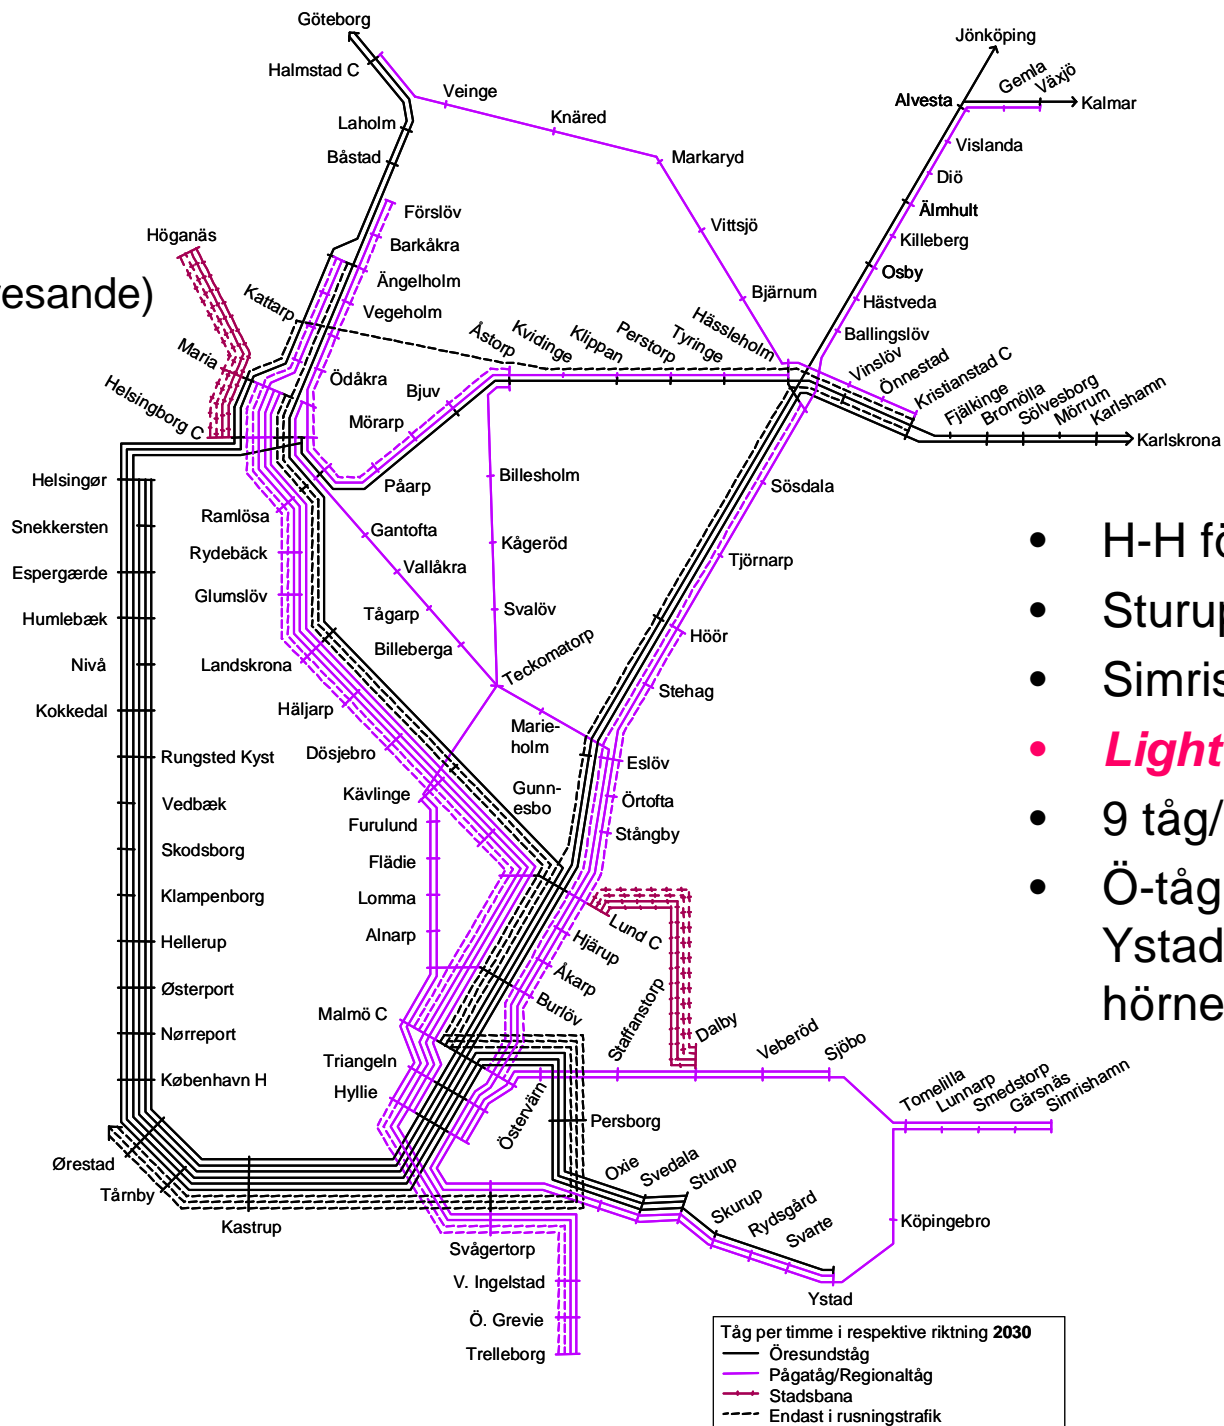 Göteborg
Halmstad C
Laholm
Båstad
Veinge
Knäred
Markaryd
Vittsjö
Bjärnum
Jönköping
Gemla
Växjö
Alvesta
Kalmar
Vislanda
Diö
Älmhult
Killeberg
Osby
Hästveda
Ballingslöv
Vinslöv
Önnestad
Kristianstad C
Fjälkinge
Bromölla
Sölvesborg
Mörrum
Karlshamn
Karlskrona
Förslöv
Barkåkra
Ängelholm
Vegeholm
Ödåkra
Höganäs
esande)
Kattarp
Maria
Helsingborg C
Åstorp
Kvidinge
Klippan
Perstorp
Tyringe
Hässleholm
Bjuv
Mörarp
Påarp
Billesholm
Kågeröd
Svalöv
Gantofta
Vallåkra
Tågarp
Billeberga
Teckomatorp
Marie-
holm
Gunn-
esbo
Sösdala
Tjörnarp
Höör
Stehag
Eslöv
Örtofta
Stångby
Helsingør
Snekkersten
Espergærde
Humlebæk
Nivå
Kokkedal
Rungsted Kyst
Vedbæk
Skodsborg
Klampenborg
Hellerup
Østerport
Nørreport
København H
Ørestad
Tårnby
Kastrup
Ramlösa
Rydebäck
Glumslöv
Landskrona
Häljarp
Dösjebro
Kävlinge
Furulund
Flädie
Lomma
Alnarp
Malmö C
Triangeln
Hyllie
Lund C
Hjärup
Åkarp
Burlöv
Staffanstorp
Dalby
Veberöd
Sjöbo
Östervärn
Persborg
Tomelilla
Lunnarp
Smedstorp
Gärsnäs
Simrishamn
Oxie
Svedala
Sturup
Skurup
Rydsgård
Svarte
Köpingebro
Ystad
Svågertorp
V. Ingelstad
Ö. Grevie
Trelleborg
• H-H fö
• Sturup
• Simris
• Light
• 9 tåg/
• Ö-tåg
Ystad
hörne
Tåg per timme i respektive riktning 2030
Öresundståg
Pågatåg/Regionaltåg
Stadsbana
Endast i rusningstrafik